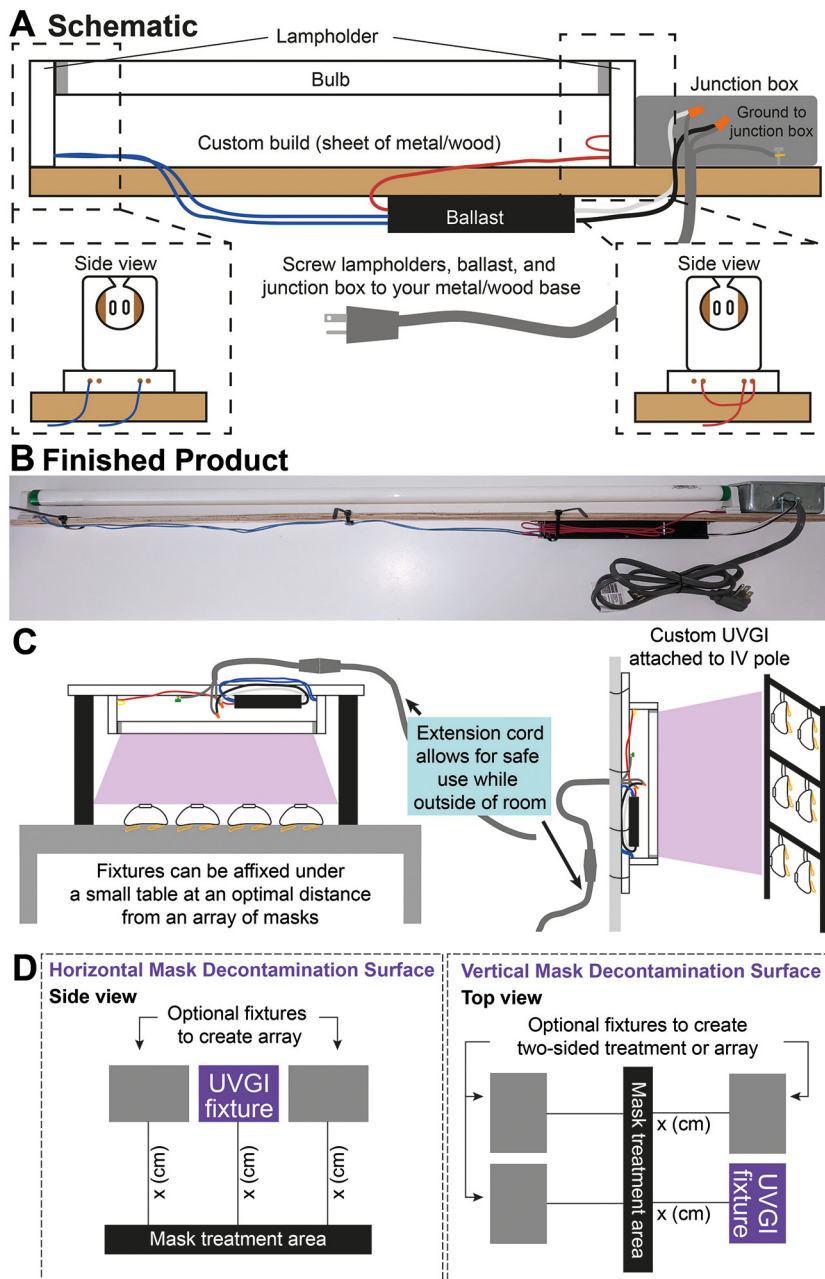 A Schematic
Lampholder
Bulb
Junction box
Ground to
junction box
Custom build (sheet of metal/wood)
Ballast
Side view
Screw lampholders, ballast, and
junction box to your metal/wood base
Side view
B Finished Product
C
Custom UVGI
attached to IV pole
Extension cord
allows for safe
use while
outside of room
Fixtures can be affixed under
a small table at an optimal distance
from an array of masks
D
Horizontal Mask Decontamination Surface
Side view
Optional fixtures
to create array
UVGI
fixture
x (cm)
x (cm)
x (cm)
Mask treatment area
Vertical Mask Decontamination Surface
Top view
Optional fixtures to create
two-sided treatment or array
Mask treatment area
x (cm)
x (cm)
UVGI
fixture